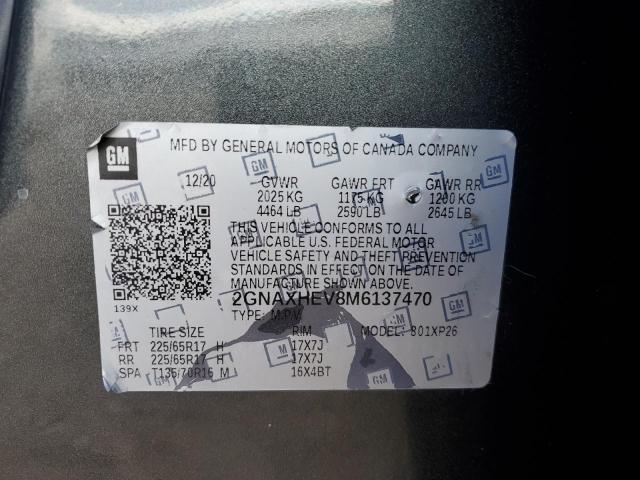 GM
MFD BY GENERAL MOTORS OF CANADA COMPANY
12/20 GVWR GAWR FRT GAWR RR
2025 KG 1175 KG 1200 KG
4464 LB 2590 LB 2645 LB
THIS VEHICLE CONFORMS TO ALL
APPLICABLE U.S. FEDERAL MOTOR
VEHICLE SAFETY AND THEFT PREVENTION
STANDARDS IN EFFECT ON THE DATE
OF MANUFACTURE SHOWN ABOVE.
2GNAXHEV8M6137470
139X
TYPE: M.P.V.
TIRE SIZE RIM MODEL: 1XP26
FRT 225/65R17 H 17X7J
RR 225/65R17 H 17X7J
SPA T135/70R16 M 16X4BT